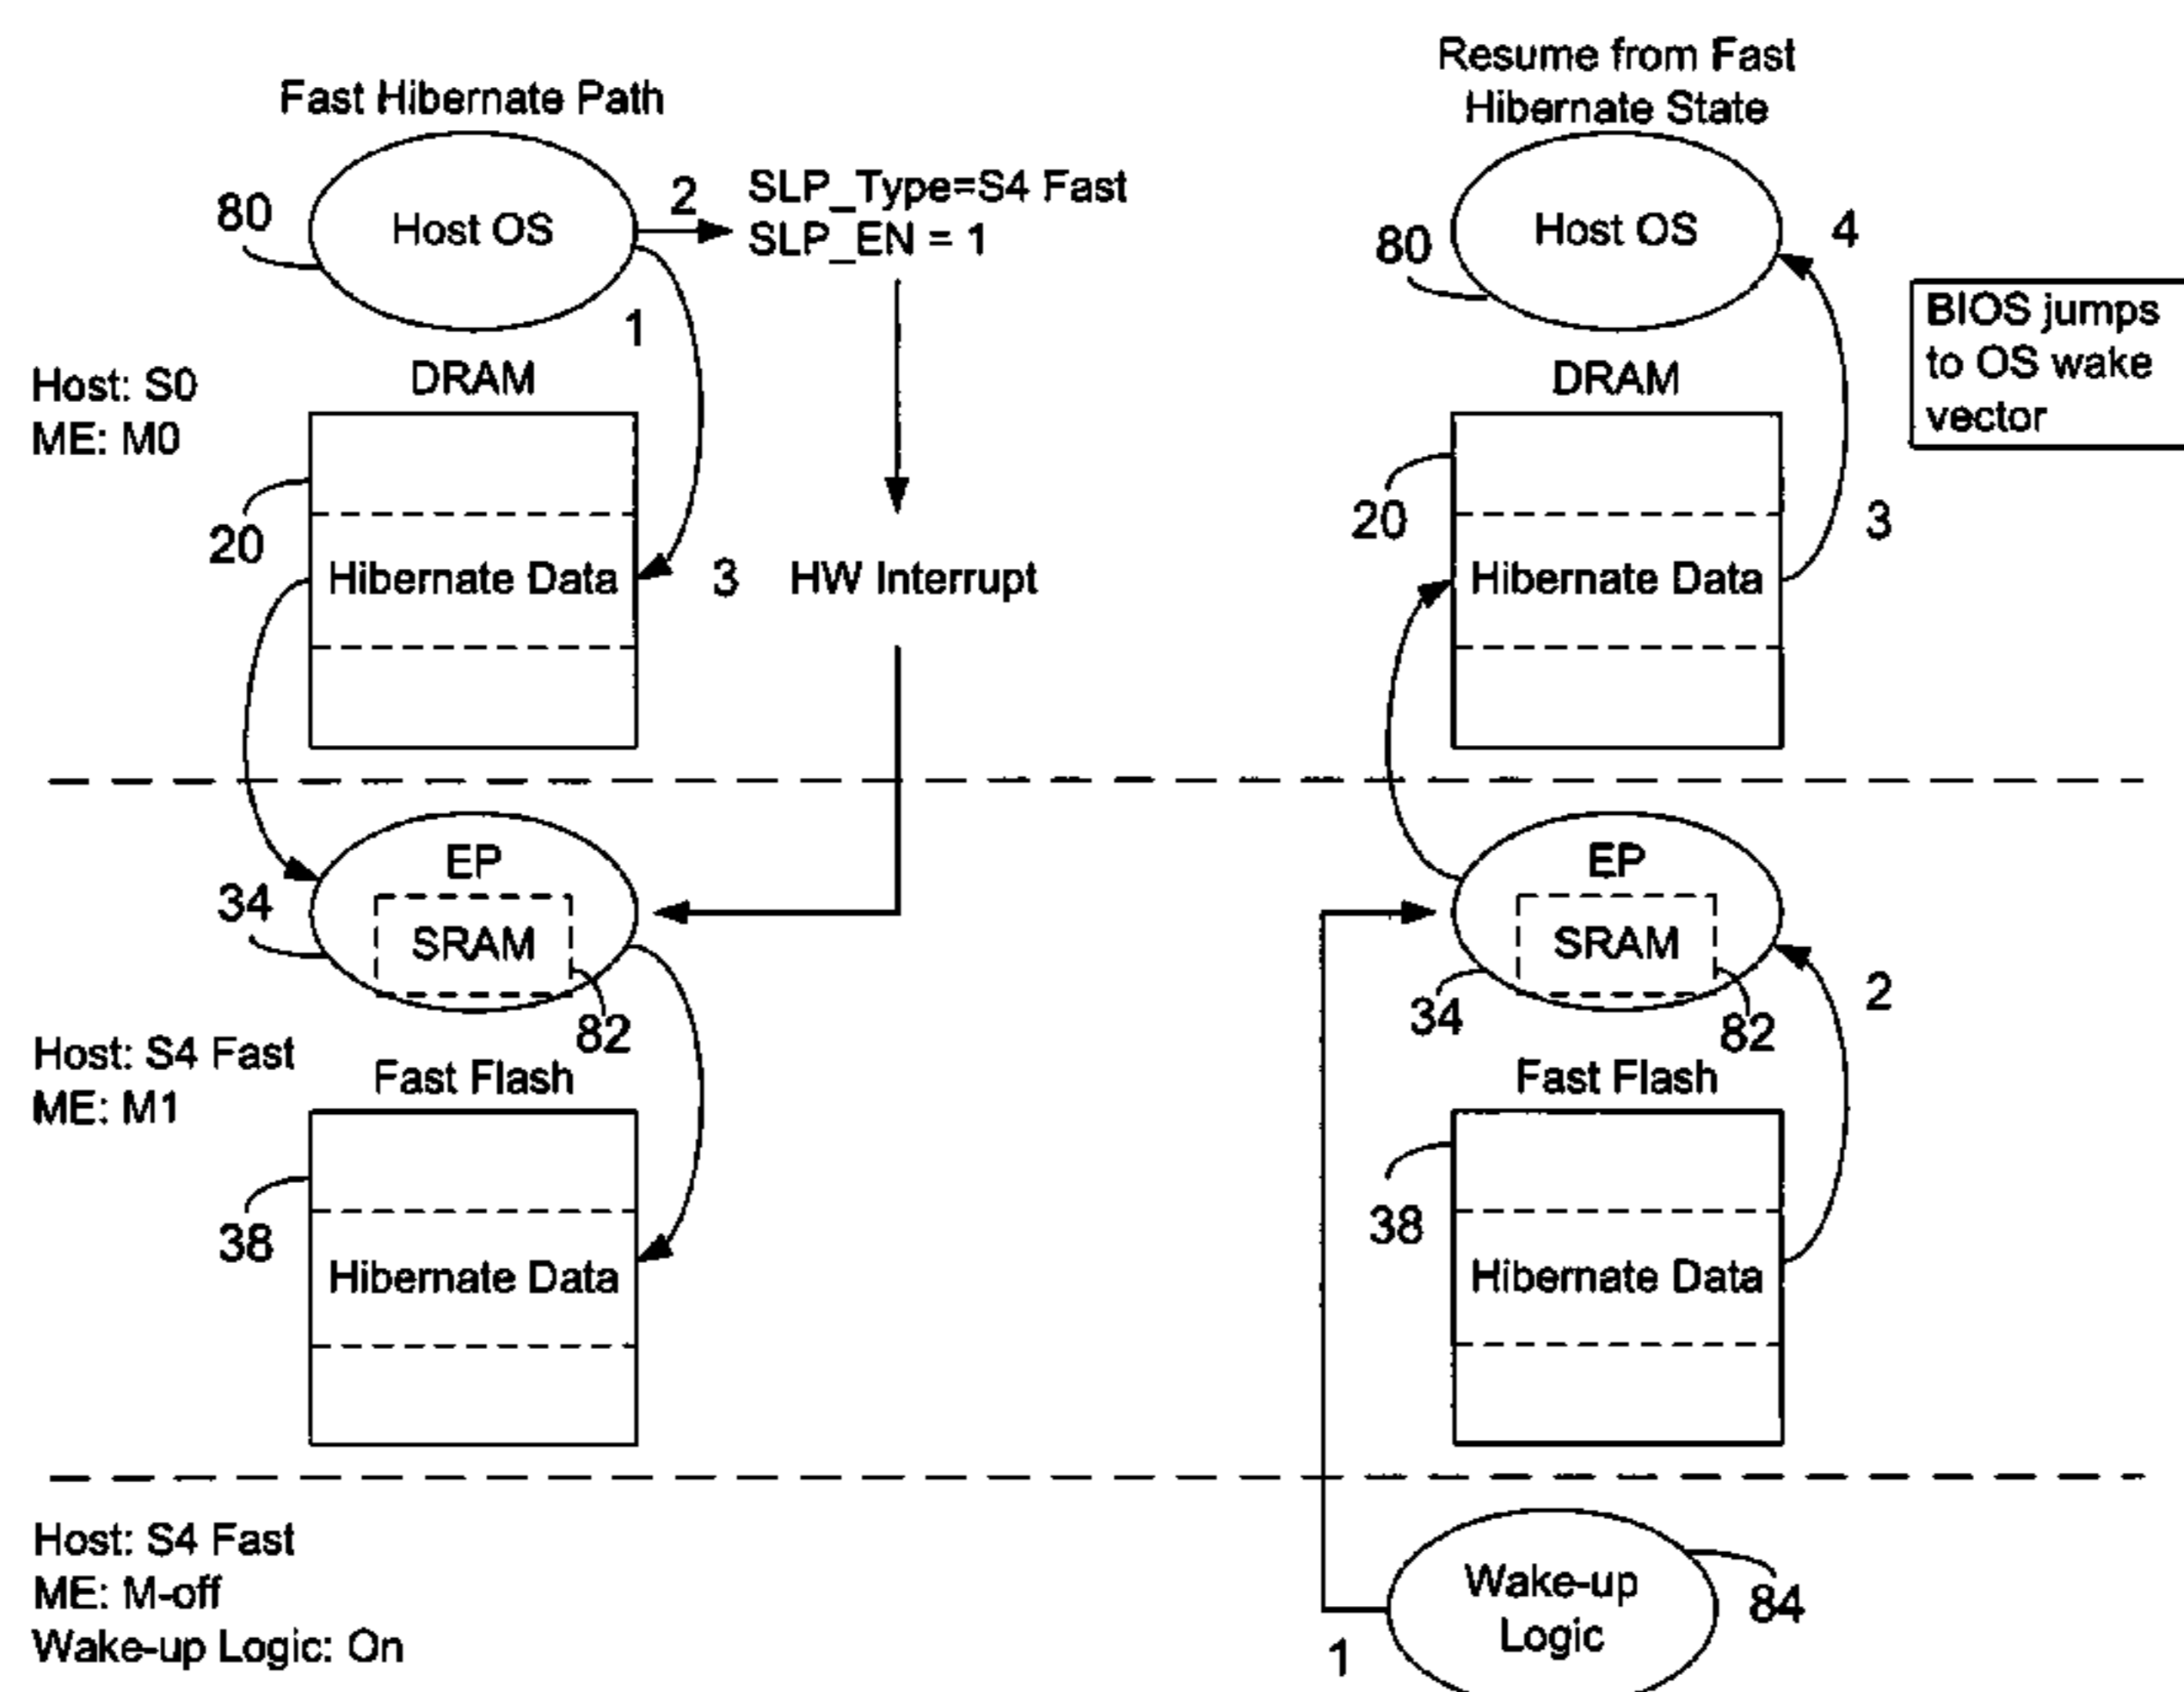 Fast Hibernate Path
Host OS
80
2
SLP_Type=S4 Fast
SLP_EN = 1
1
Host: S0
ME: M0
DRAM
20
Hibernate Data
3
HW Interrupt
EP
34
SRAM
82
Host: S4 Fast
ME: M1
Fast Flash
38
Hibernate Data
Host: S4 Fast
ME: M-off
Wake-up Logic: On
Resume from Fast
Hibernate State
Host OS
80
4
BIOS jumps
to OS wake
vector
DRAM
20
3
Hibernate Data
EP
SRAM
34
82
2
Fast Flash
38
Hibernate Data
Wake-up
Logic
84
1